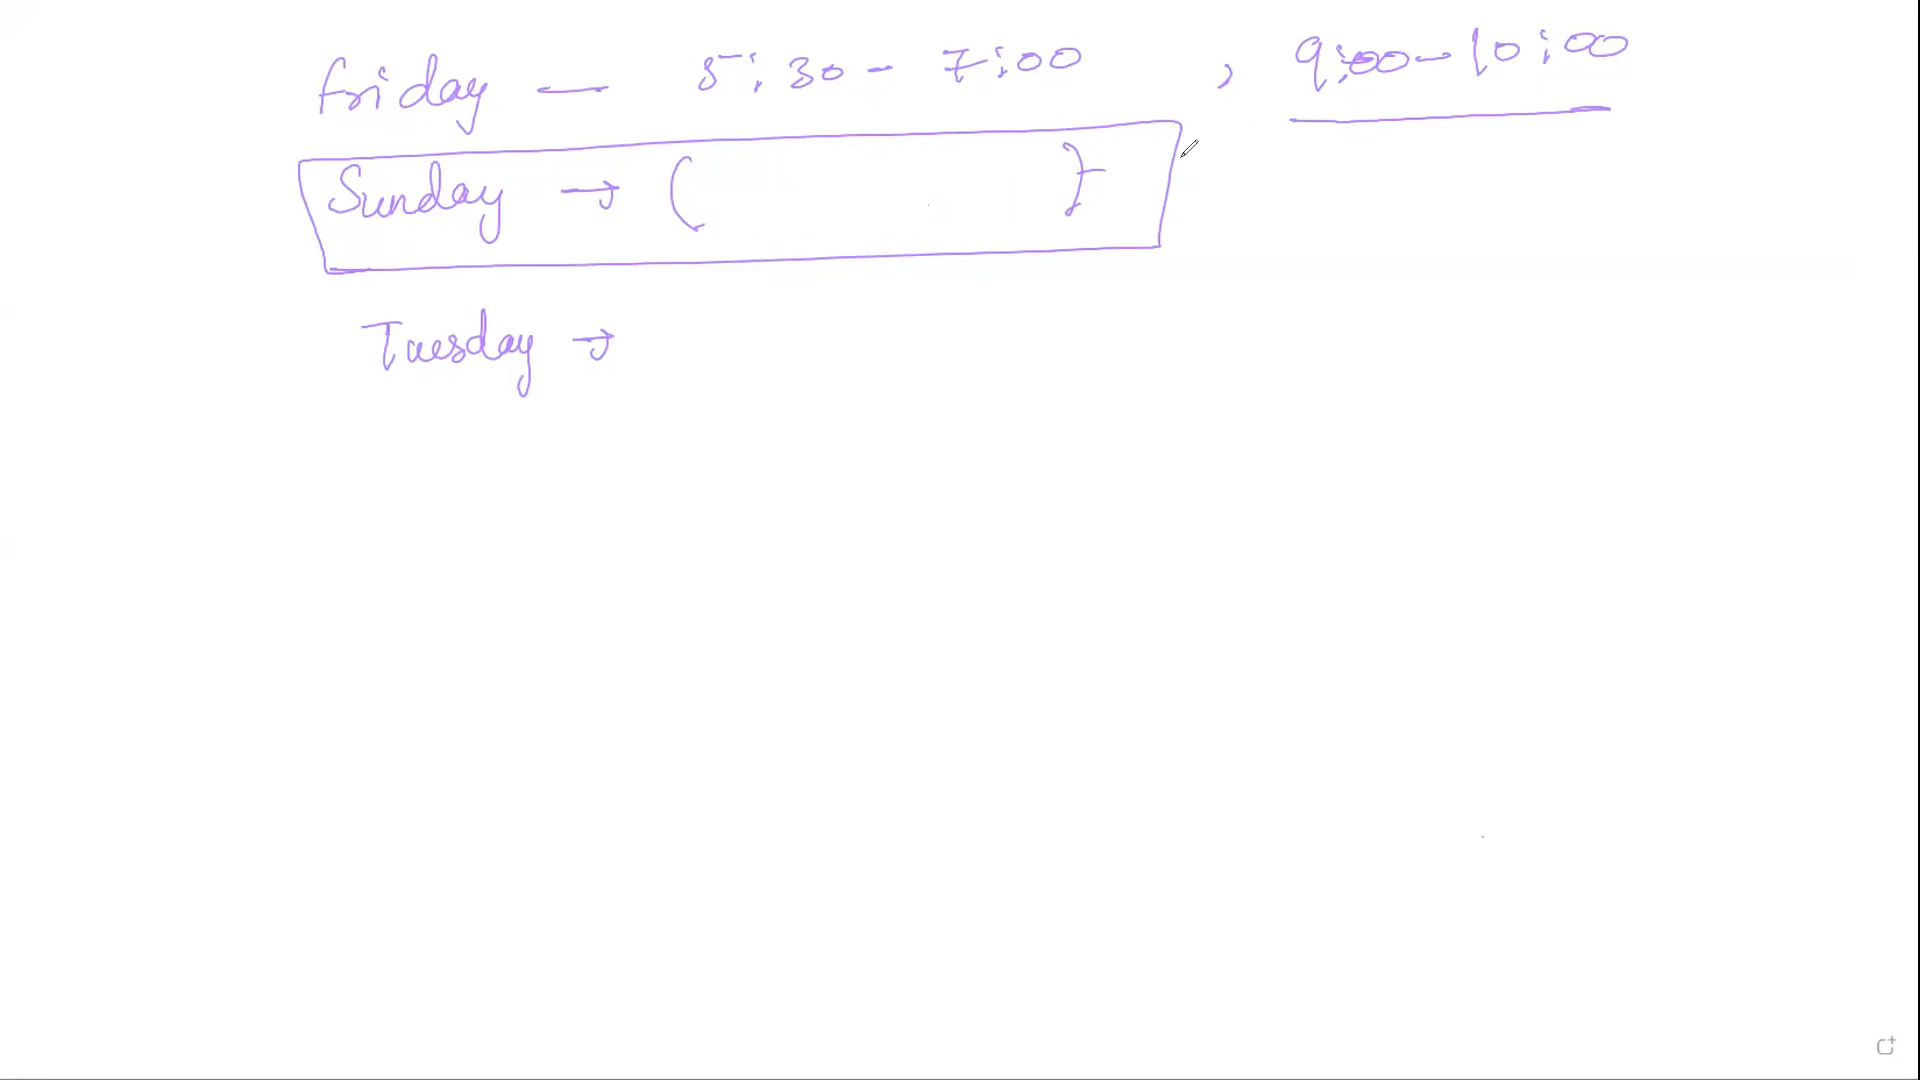 Friday — 5:30 - 7:00 , 9:00 - 10:00
Sunday → ( }
Tuesday →